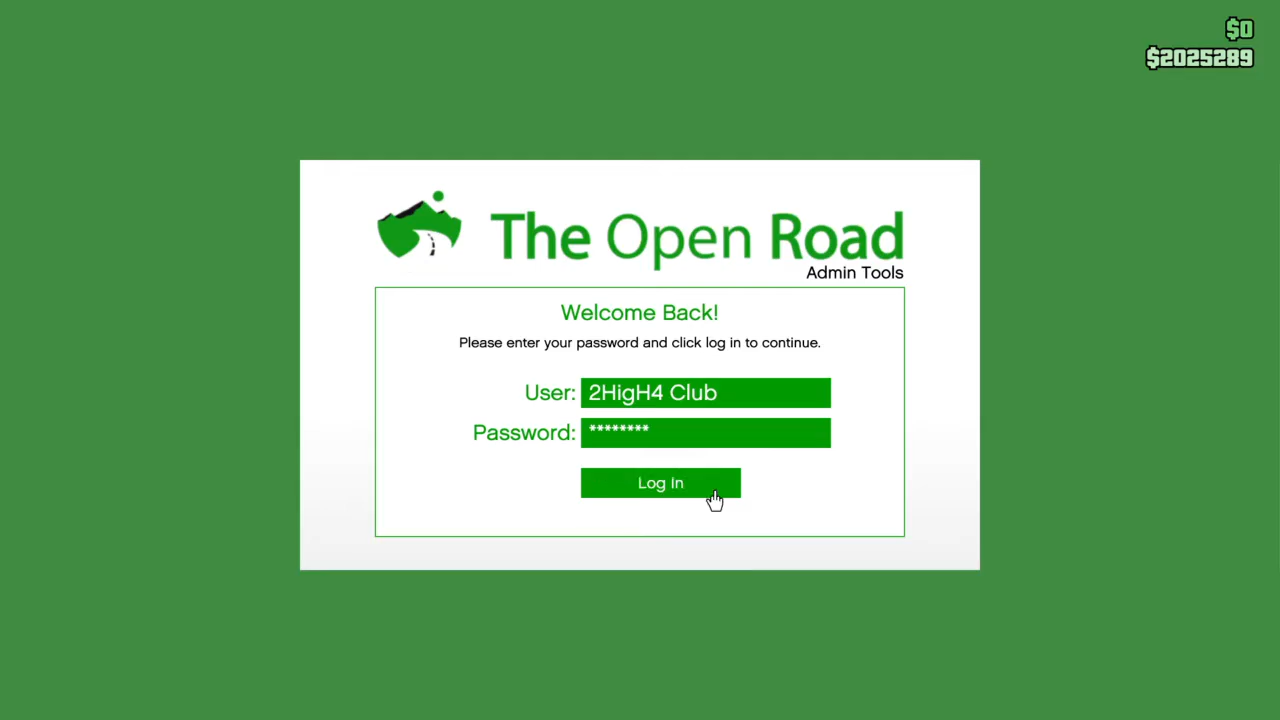 $0
$2025289
The Open Road
Admin Tools
Welcome Back!
Please enter your password and click log in to continue.
User: 2HigH4 Club
Password: ********
Log In